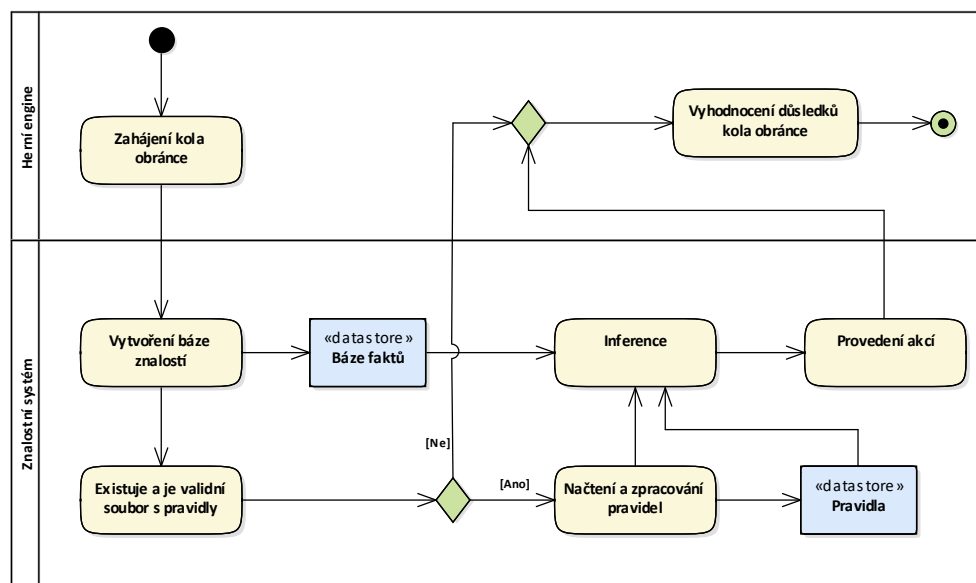 Herní engine
Zahájení kola
obránce
Vyhodnocení důsledků
kola obránce
Znalostní systém
Vytvoření báze
znalostí
«datastore»
Báze faktů
Inference
Provedení akcí
[Ne]
Existuje a je validní
soubor s pravidly
[Ano]
Načtení a zpracování
pravidel
«datastore»
Pravidla